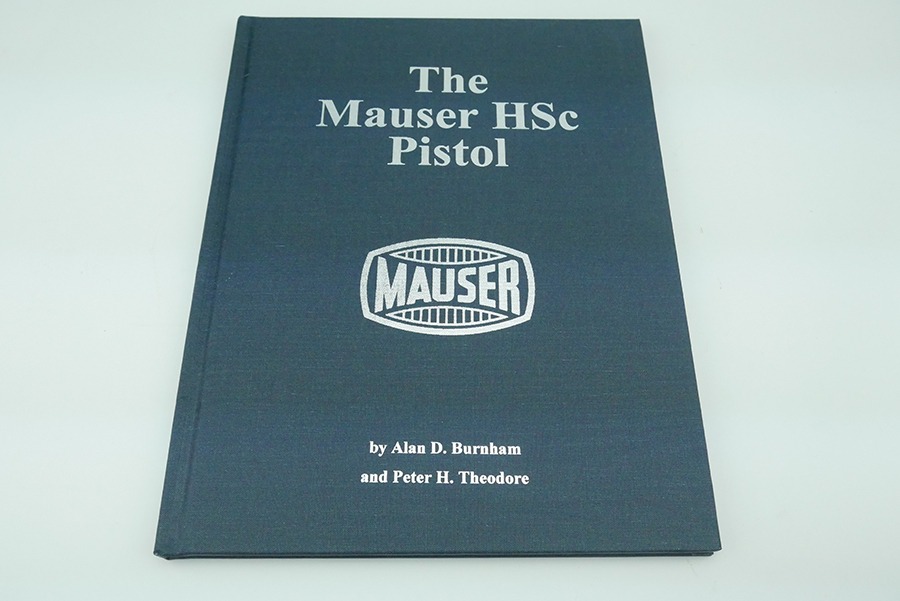 The
Mauser HSc
Pistol
MAUSER
by Alan D. Burnham
and Peter H. Theodore